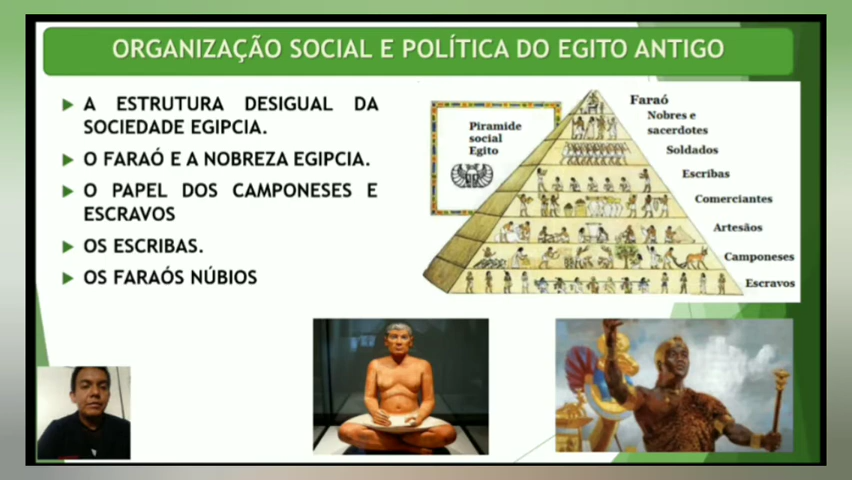 ORGANIZAÇÃO SOCIAL E POLÍTICA DO EGITO ANTIGO
A ESTRUTURA DESIGUAL DA
SOCIEDADE EGIPCIA.
O FARAÓ E A NOBREZA EGIPCIA.
O PAPEL DOS CAMPONESES E
ESCRAVOS
OS ESCRIBAS.
OS FARAÓS NÚBIOS
Piramide
social
Egito
Faraó
Nobres e
sacerdotes
Soldados
Escribas
Comerciantes
Artesãos
Camponeses
Escravos